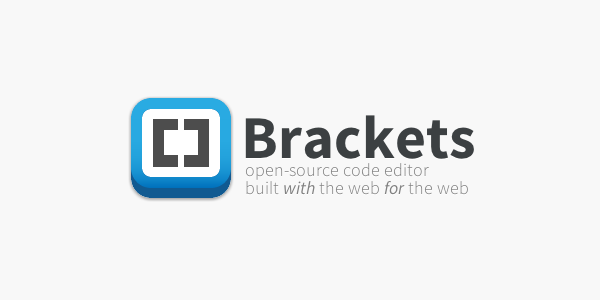 Brackets
open-source code editor
built with the web for the web